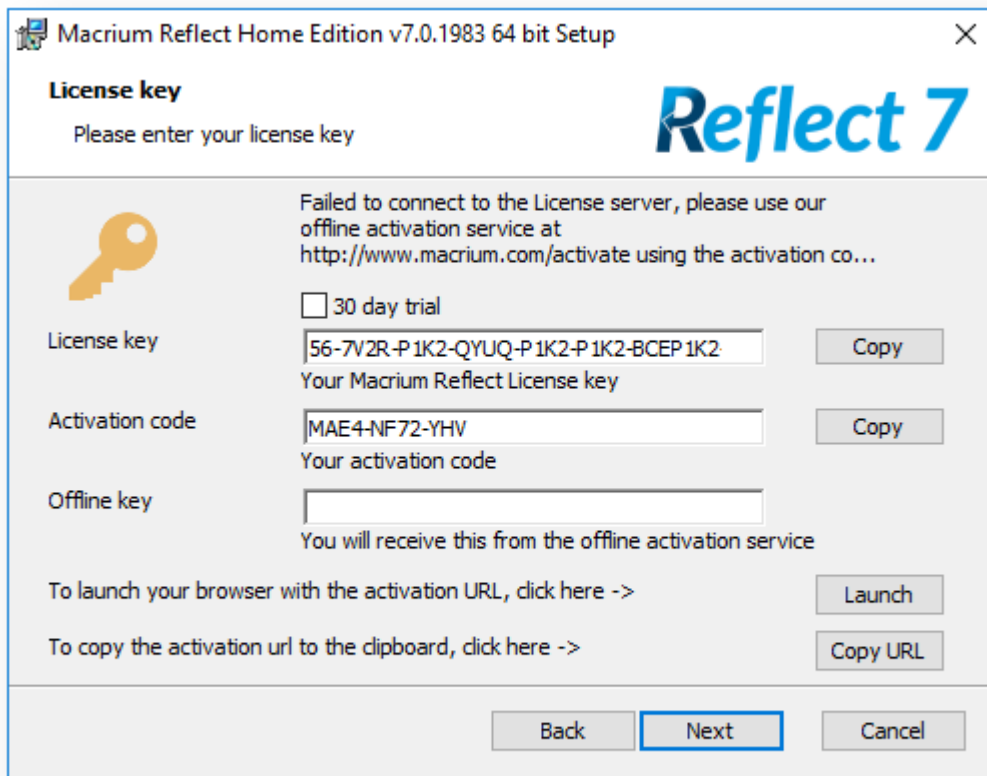 Macrium Reflect Home Edition v7.0.1983 64 bit Setup
License key
Please enter your license key
Reflect 7
Failed to connect to the License server, please use our
offline activation service at
http://www.macrium.com/activate using the activation co...
30 day trial
License key
56-7V2R-P1K2-QYUQ-P1K2-P1K2-BCEP1K2-
Copy
Your Macrium Reflect License key
Activation code
MAE4-NF72-YHV
Copy
Your activation code
Offline key
You will receive this from the offline activation service
To launch your browser with the activation URL, click here ->
Launch
To copy the activation url to the clipboard, click here ->
Copy URL
Back
Next
Cancel